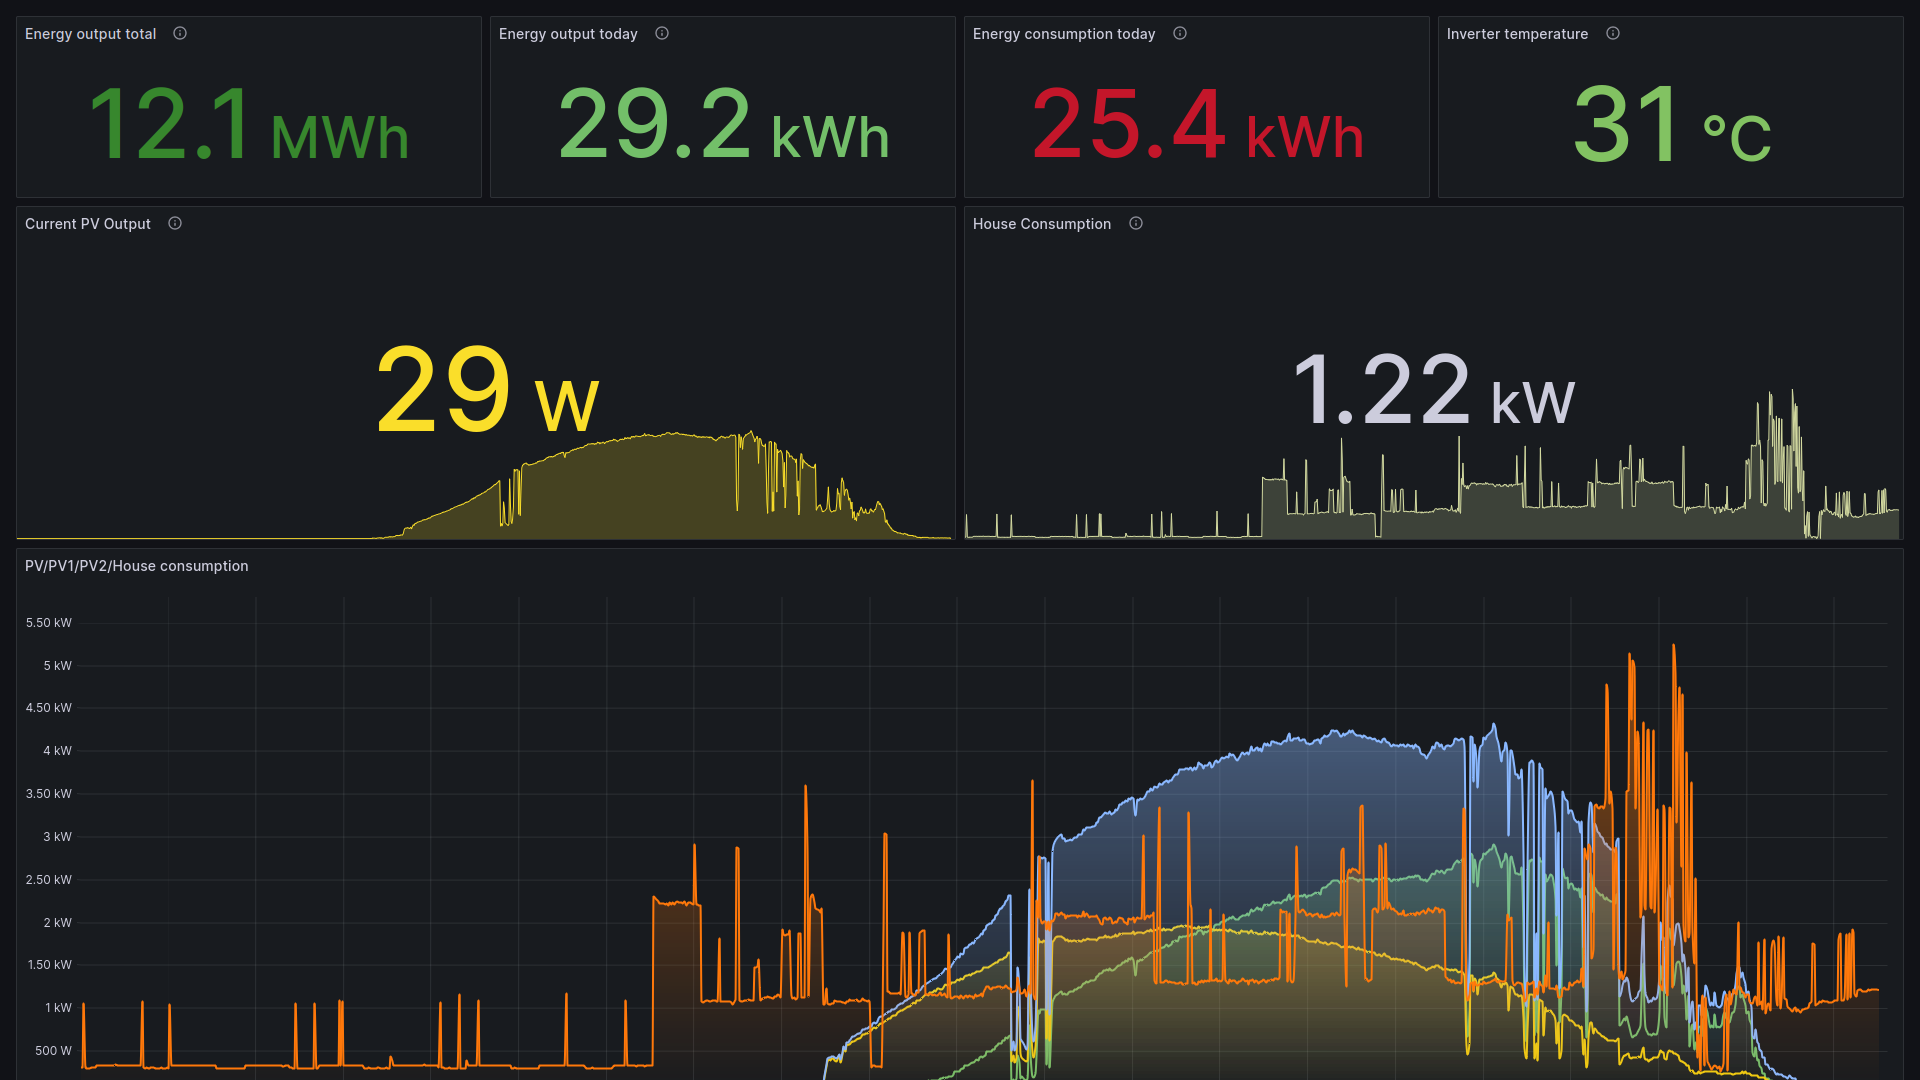 Energy output total
Energy output today
Energy consumption today
Inverter temperature
12.1 MWh
29.2 kWh
25.4 kWh
31 °C
Current PV Output
House Consumption
29 W
1.22 kW
PV/PV1/PV2/House consumption
5.50 kW
5 kW
4.50 kW
4 kW
3.50 kW
3 kW
2.50 kW
2 kW
1.50 kW
1 kW
500 W